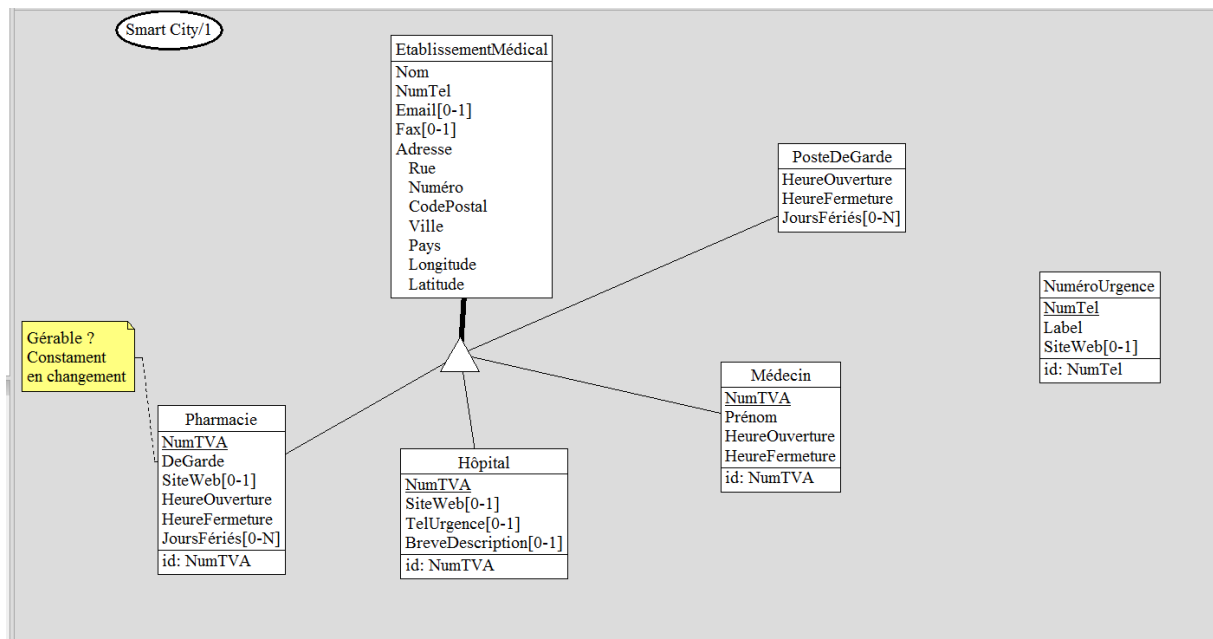 Smart City/1
EtablissementMédical
Nom
NumTel
Email[0-1]
Fax[0-1]
Adresse
Rue
Numéro
CodePostal
Ville
Pays
Longitude
Latitude
PosteDeGarde
HeureOuverture
HeureFermeture
JoursFériés[0-N]
NuméroUrgence
NumTel
Label
SiteWeb[0-1]
id: NumTel
Gérable ?
Constament
en changement
Pharmacie
NumTVA
DeGarde
SiteWeb[0-1]
HeureOuverture
HeureFermeture
JoursFériés[0-N]
id: NumTVA
Hôpital
NumTVA
SiteWeb[0-1]
TelUrgence[0-1]
BreveDescription[0-1]
id: NumTVA
Médecin
NumTVA
Prénom
HeureOuverture
HeureFermeture
id: NumTVA